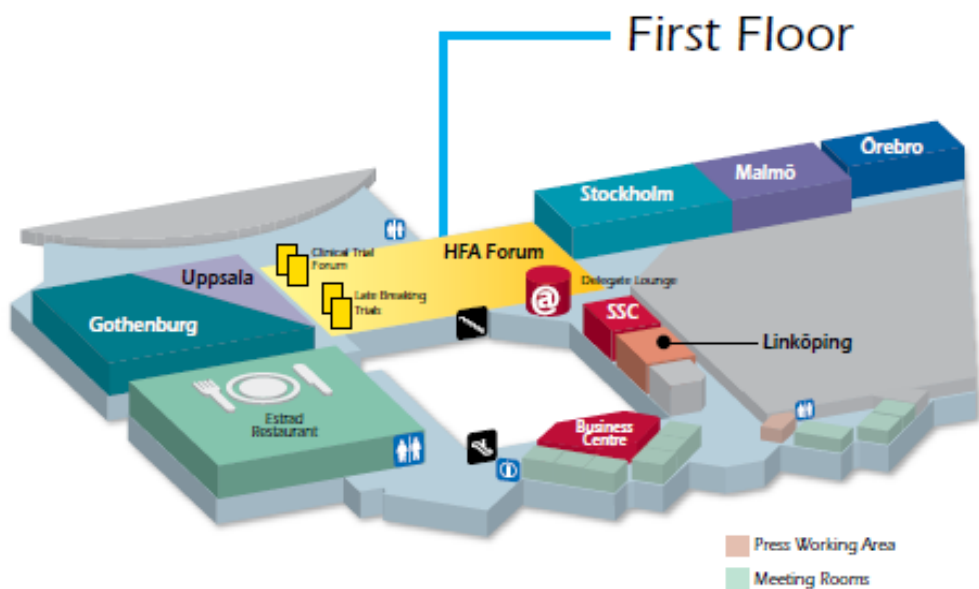 First Floor
Örebro
Malmö
Stockholm
HFA Forum
Clinical Trial
Forum
Uppsala
Delegate Lounge
Late Breaking
Trials
@
SSC
Gothenburg
Linköping
Estrad
Restaurant
Business
Centre
Press Working Area
Meeting Rooms